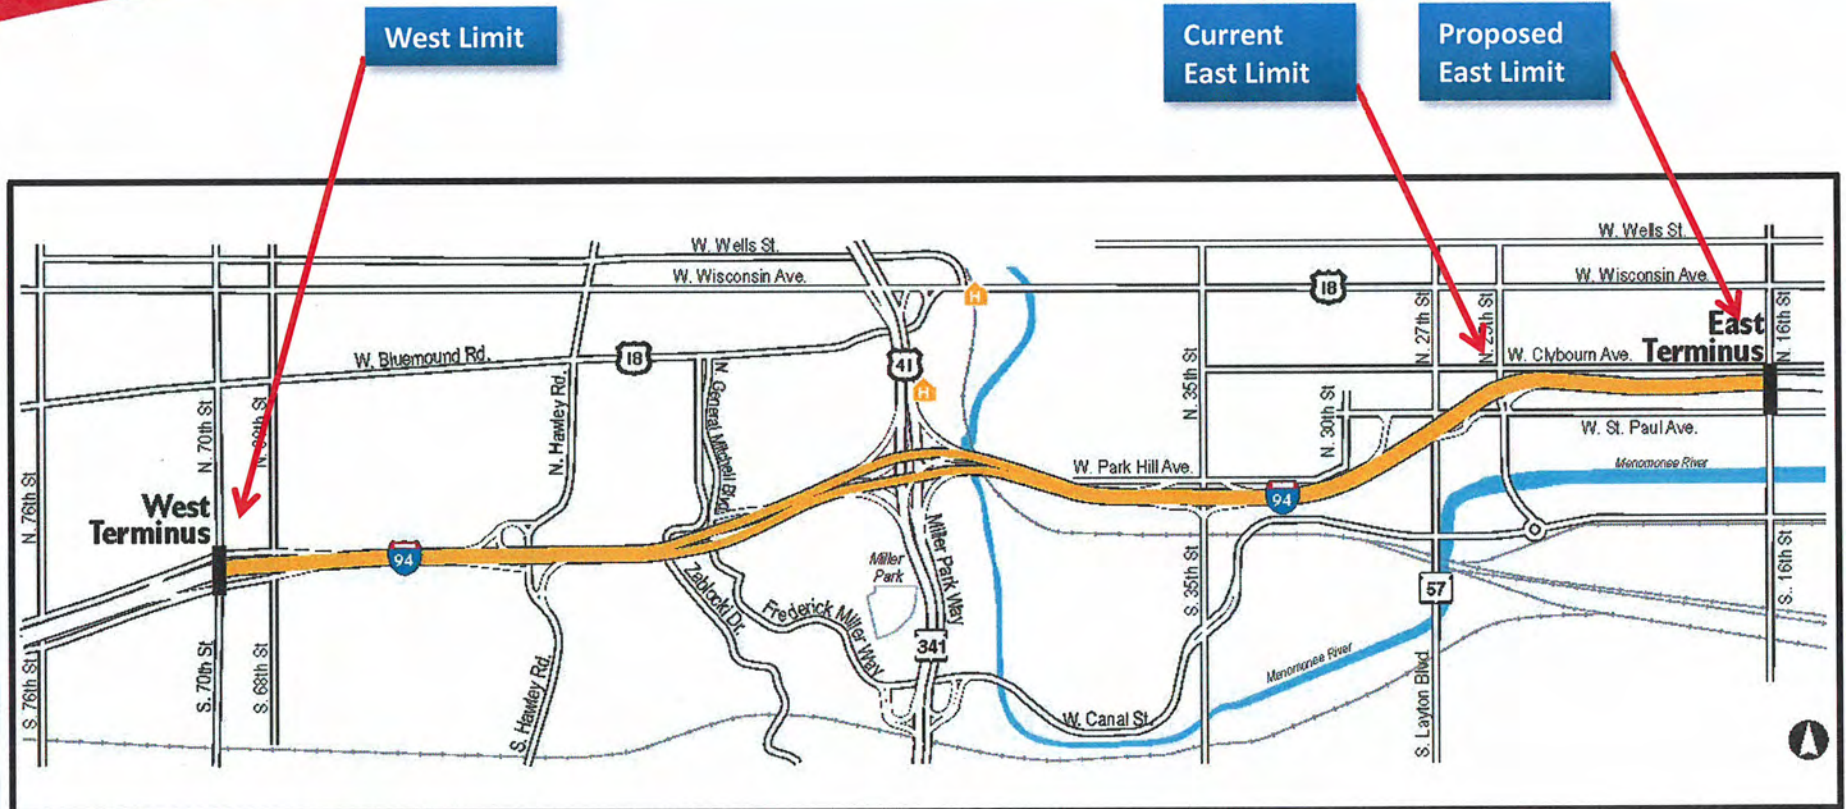 West Limit
Current
East Limit
Proposed
East Limit
W. Wells St.
W. Wisconsin Ave.
W. Wells St.
W. Wisconsin Ave.
18
H
W. Bluemound Rd.
18
41
H
N. 76th St
N. 70th St
N. 68th St
N. Hawley Rd.
N. General Mitchell Blvd.
N. 35th St
N. 30th St
N. 27th St
N. 25th St
N. 16th St
East
Terminus
W. Clybourn Ave.
W. St. Paul Ave.
W. Park Hill Ave.
Menomonee River
94
West
Terminus
94
Miller
Park
Miller Park Way
Zablocki Dr.
Frederick Miller Way
341
57
S. 76th St
S. 70th St
S. 68th St
S. Hawley Rd.
S. 35th St
S. Layton Blvd.
S.. 16th St
Menomonee River
W. Canal St.